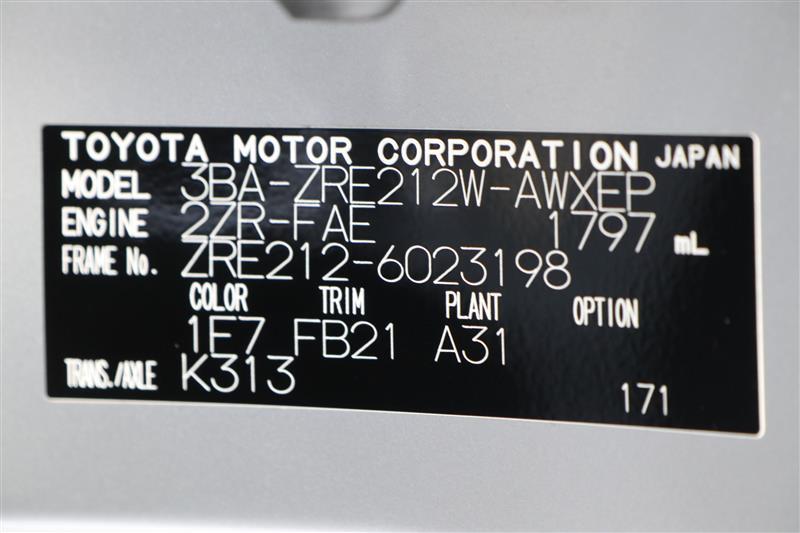 TOYOTA MOTOR CORPORATION JAPAN
MODEL 3BA-ZRE212W-AWXEP
ENGINE 2ZR-FAE 1797 mL
FRAME No. ZRE212-6023198
COLOR TRIM PLANT OPTION
1E7 FB21 A31
TRANS./AXLE K313 171